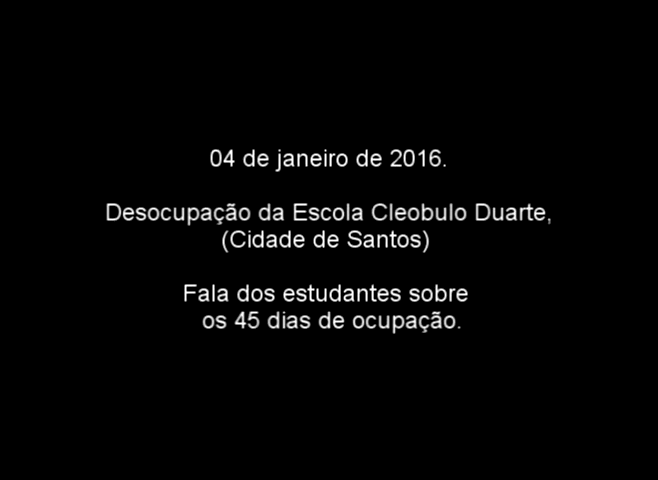 04 de janeiro de 2016.
Desocupação da Escola Cleobulo Duarte,
(Cidade de Santos)
Fala dos estudantes sobre
os 45 dias de ocupação.